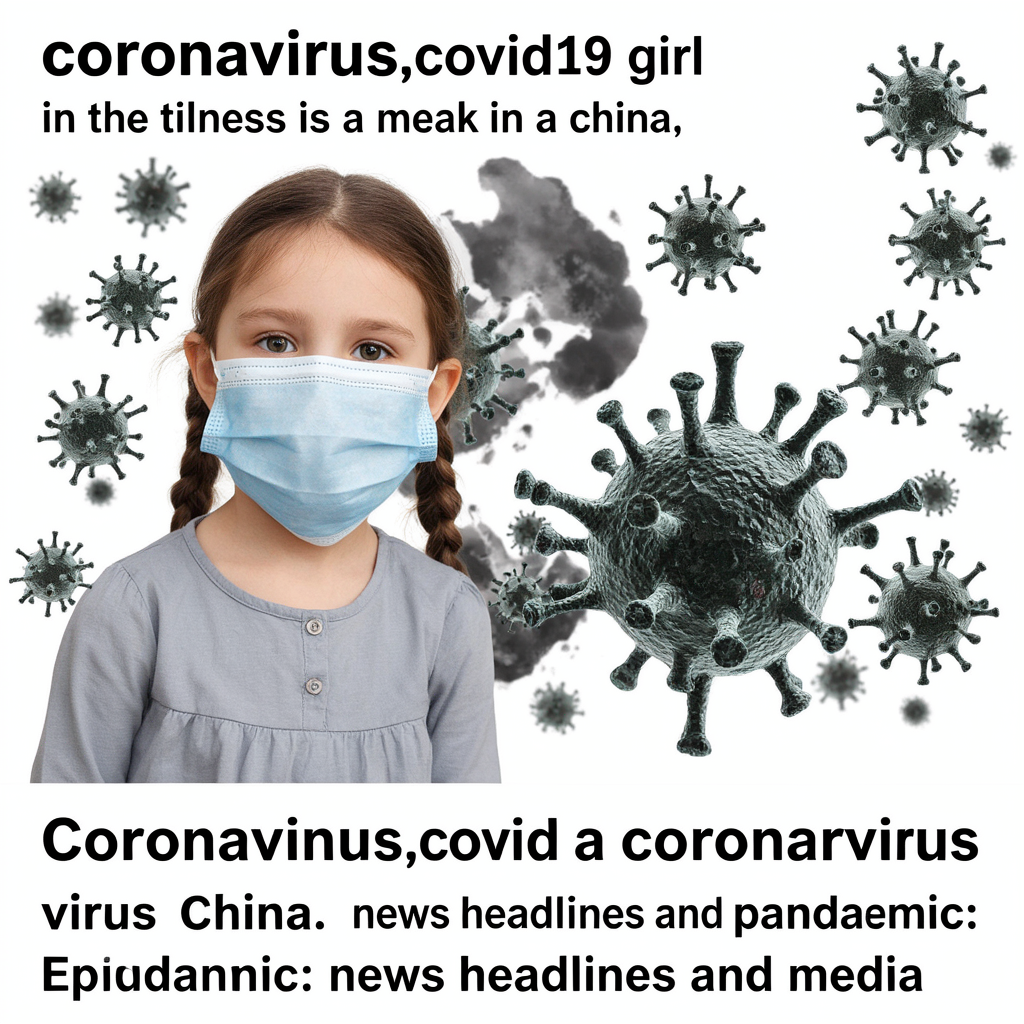 coronavirus,covid19 girl
in the tilness is a meak in a china,
Coronavinus,covid a coronarvirus
virus China. news headlines and pandaemic:
Epiudannic: news headlines and media